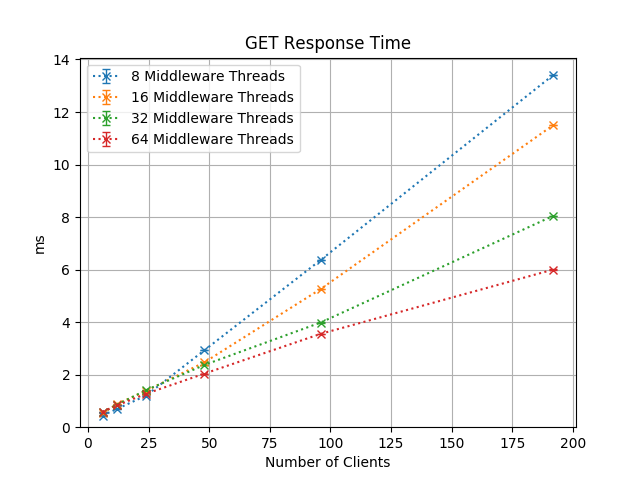 GET Response Time
14
12
10
8
6
4
2
0
ms
8 Middleware Threads
16 Middleware Threads
32 Middleware Threads
64 Middleware Threads
0 25 50 75 100 125 150 175 200
Number of Clients